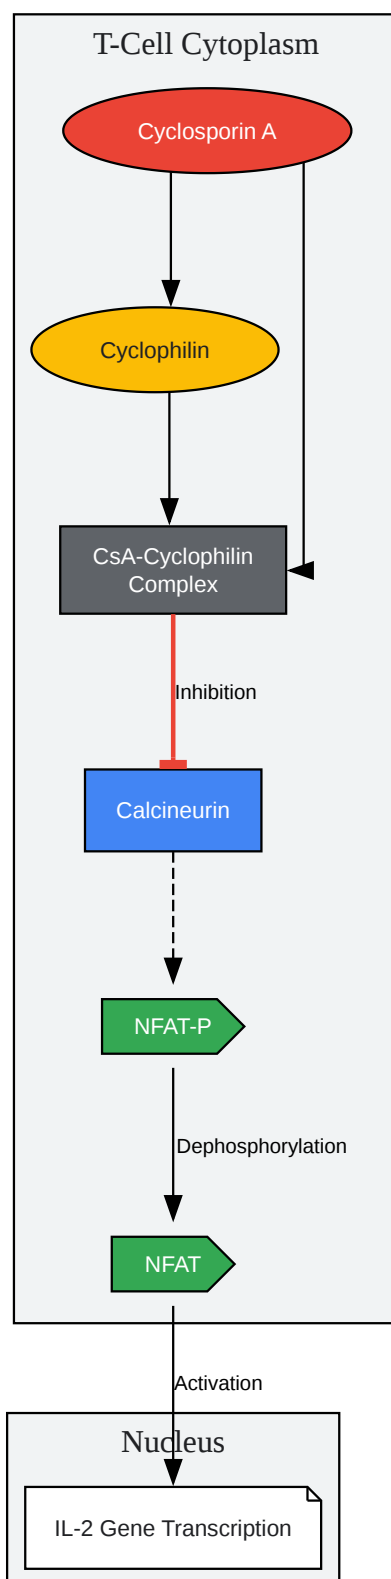 T-Cell Cytoplasm
Cyclosporin A
Cyclophilin
CsA-Cyclophilin
Complex
Inhibition
Calcineurin
NFAT-P
Dephosphorylation
NFAT
Activation
Nucleus
IL-2 Gene Transcription